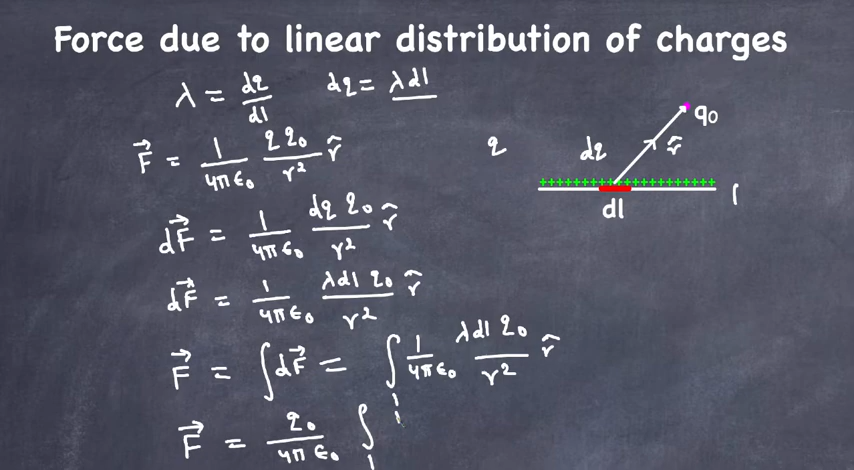 Force due to linear distribution of charges
λ = dq/dl dq = λdl
F⃗ = 1/4πε₀ q q₀/r² r̂
q
dq r̂ q₀
+++++++++++++++++++++
dl l
dF⃗ = 1/4πε₀ dq q₀/r² r̂
dF⃗ = 1/4πε₀ λdl q₀/r² r̂
F⃗ = ∫dF⃗ = ∫ 1/4πε₀ λdl q₀/r² r̂
F⃗ = q₀/4πε₀ ∫